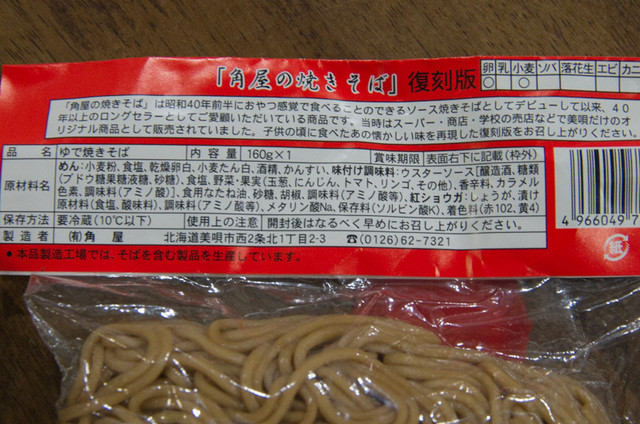 「角屋の焼きそば」復刻版
卵 乳 小麦 ソバ 落花生 エビ カニ
○ ○
「角屋の焼きそば」は昭和40年前半におやつ感覚で食べることのできるソース焼きそばとしてデビューして以来、40
年以上のロングセラーとしてご愛顧いただいている商品です。当時はスーパー・商店・学校の売店などで美唄だけのオ
リジナル商品として販売されていました。子供の頃に食べたあの懐かしい味を再現した復刻版をお召し上がりください。
品名 ゆで焼きそば 内容量 160g×1 賞味期限 表面右下に記載(枠外)
原材料名 めん:小麦粉、食塩、乾燥卵白、小麦たん白、酒精、かんすい、味付け調味料:ウスターソース[醸造酒、糖類
(ブドウ糖果糖液糖、砂糖)、食塩、野菜・果実(玉葱、にんじん、トマト、リンゴ、その他)、香辛料、カラメル
色素、調味料(アミノ酸)]、食用なたね油、砂糖、胡椒、調味料(アミノ酸等)、紅ショウガ:しょうが、漬け
原材料(食塩、酸味料)、調味料(アミノ酸等)、メタリン酸Na、保存料(ソルビン酸K)、着色料(赤102、黄4)
保存方法 要冷蔵(10℃以下) 使用上の注意 開封後はなるべく早めにお召し上がりください。
製造者 (有)角屋 北海道美唄市西2条北1丁目2-3 ☎(0126)62-7321
●本品製造工場では、そばを含む製品を生産しています。
4 966049 7
紙